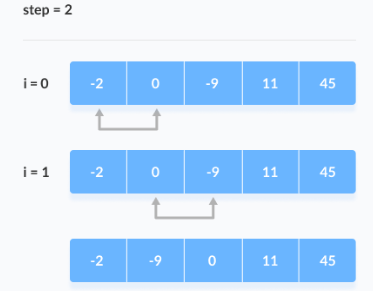 step = 2
i = 0 -2 0 -9 11 45
i = 1 -2 0 -9 11 45
-2 -9 0 11 45